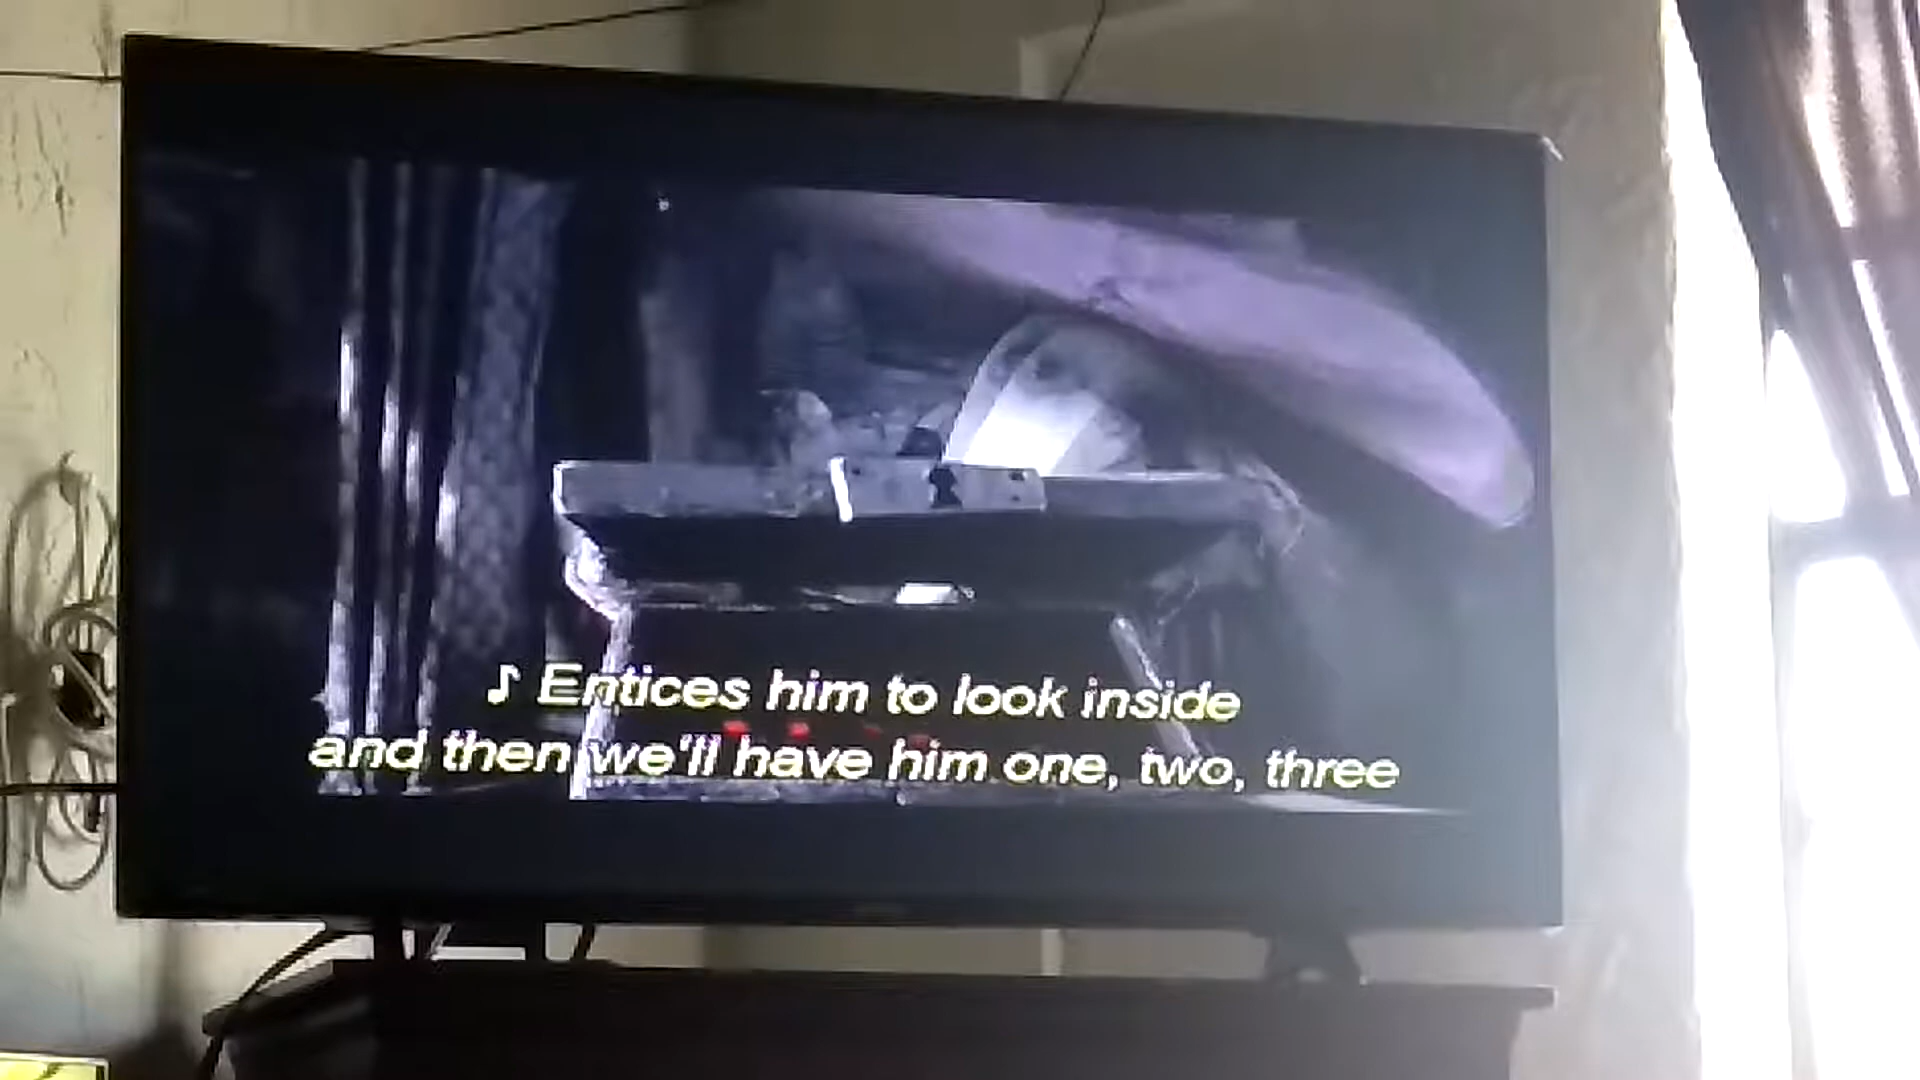 ♪ Entices him to look inside
and then we'll have him one, two, three